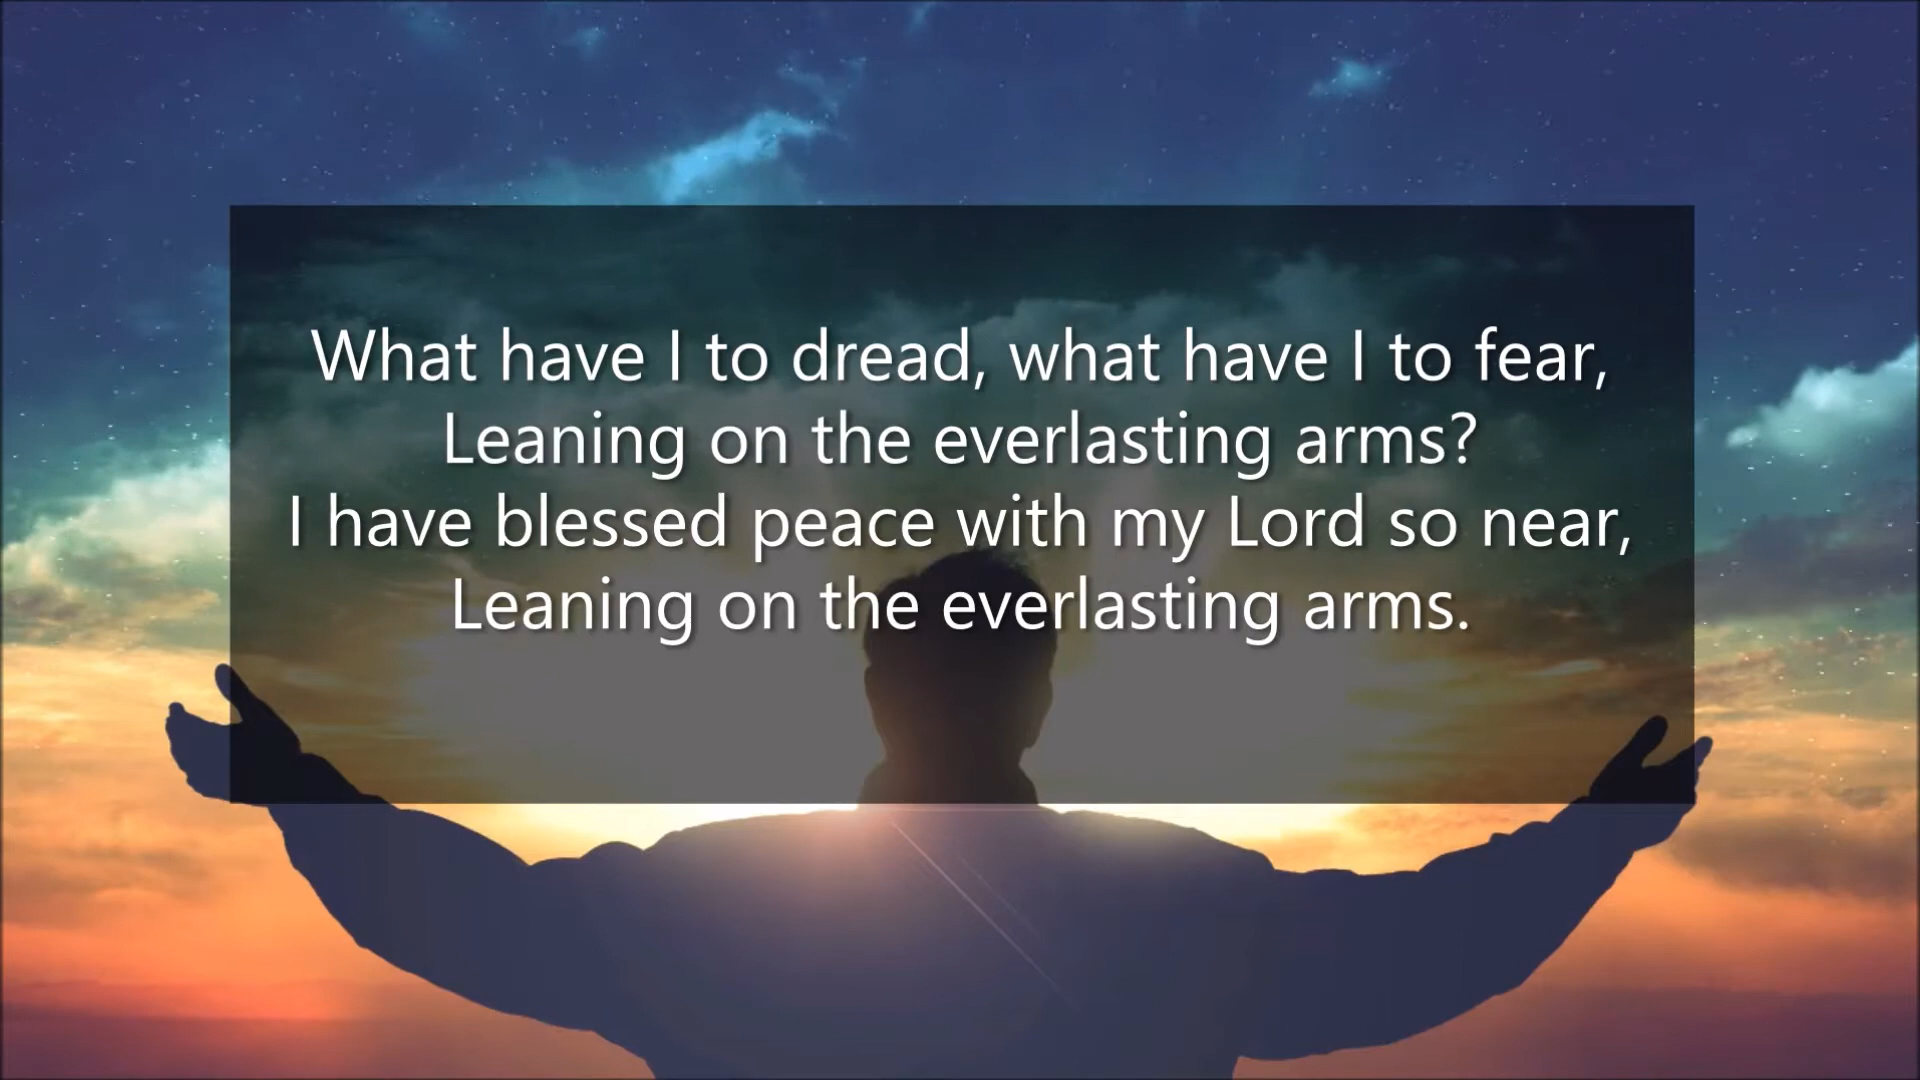 What have I to dread, what have I to fear,
Leaning on the everlasting arms?
I have blessed peace with my Lord so near,
Leaning on the everlasting arms.